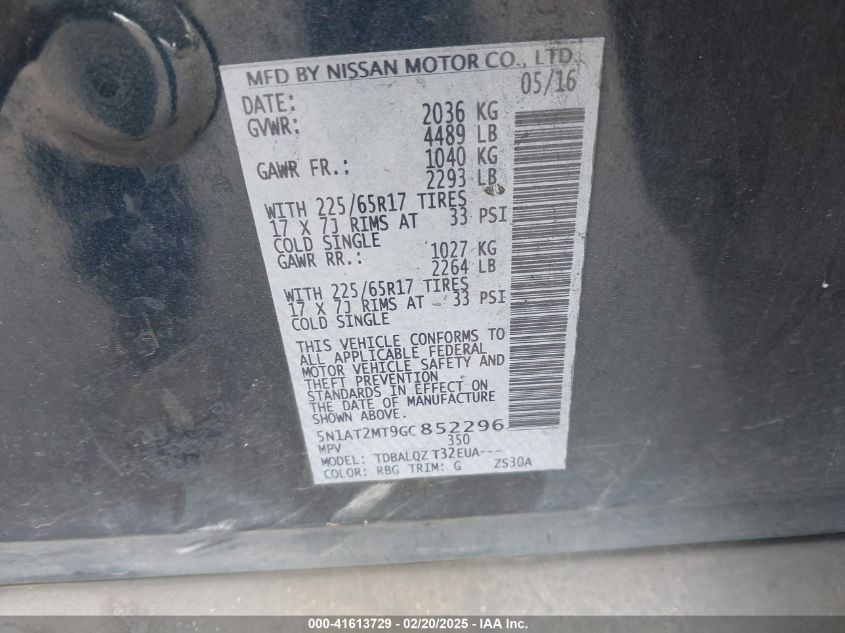 MFD BY NISSAN MOTOR CO., LTD.
DATE: 05/16
GVWR: 2036 KG
4489 LB
GAWR FR.: 1040 KG
2293 LB
WITH 225/65R17 TIRES
17 X 7J RIMS AT 33 PSI
COLD SINGLE
GAWR RR.: 1027 KG
2264 LB
WITH 225/65R17 TIRES
17 X 7J RIMS AT 33 PSI
COLD SINGLE
THIS VEHICLE CONFORMS TO
ALL APPLICABLE FEDERAL
MOTOR VEHICLE SAFETY AND
THEFT PREVENTION
STANDARDS IN EFFECT ON
THE DATE OF MANUFACTURE
SHOWN ABOVE.
5N1AT2MT9GC852296
MPV 350
MODEL: TDBALQZ T32EUA---
COLOR: RBG TRIM: G ZS30A
000-41613729 - 02/20/2025 - IAA Inc.